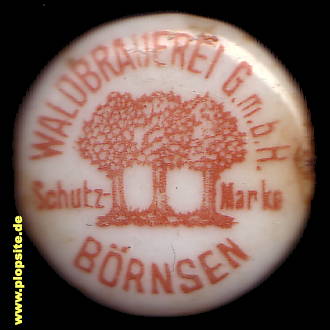 WALDBRAUEREI G.m.b.H.
Schutz-Marke
BÖRNSEN
www.plopsite.de